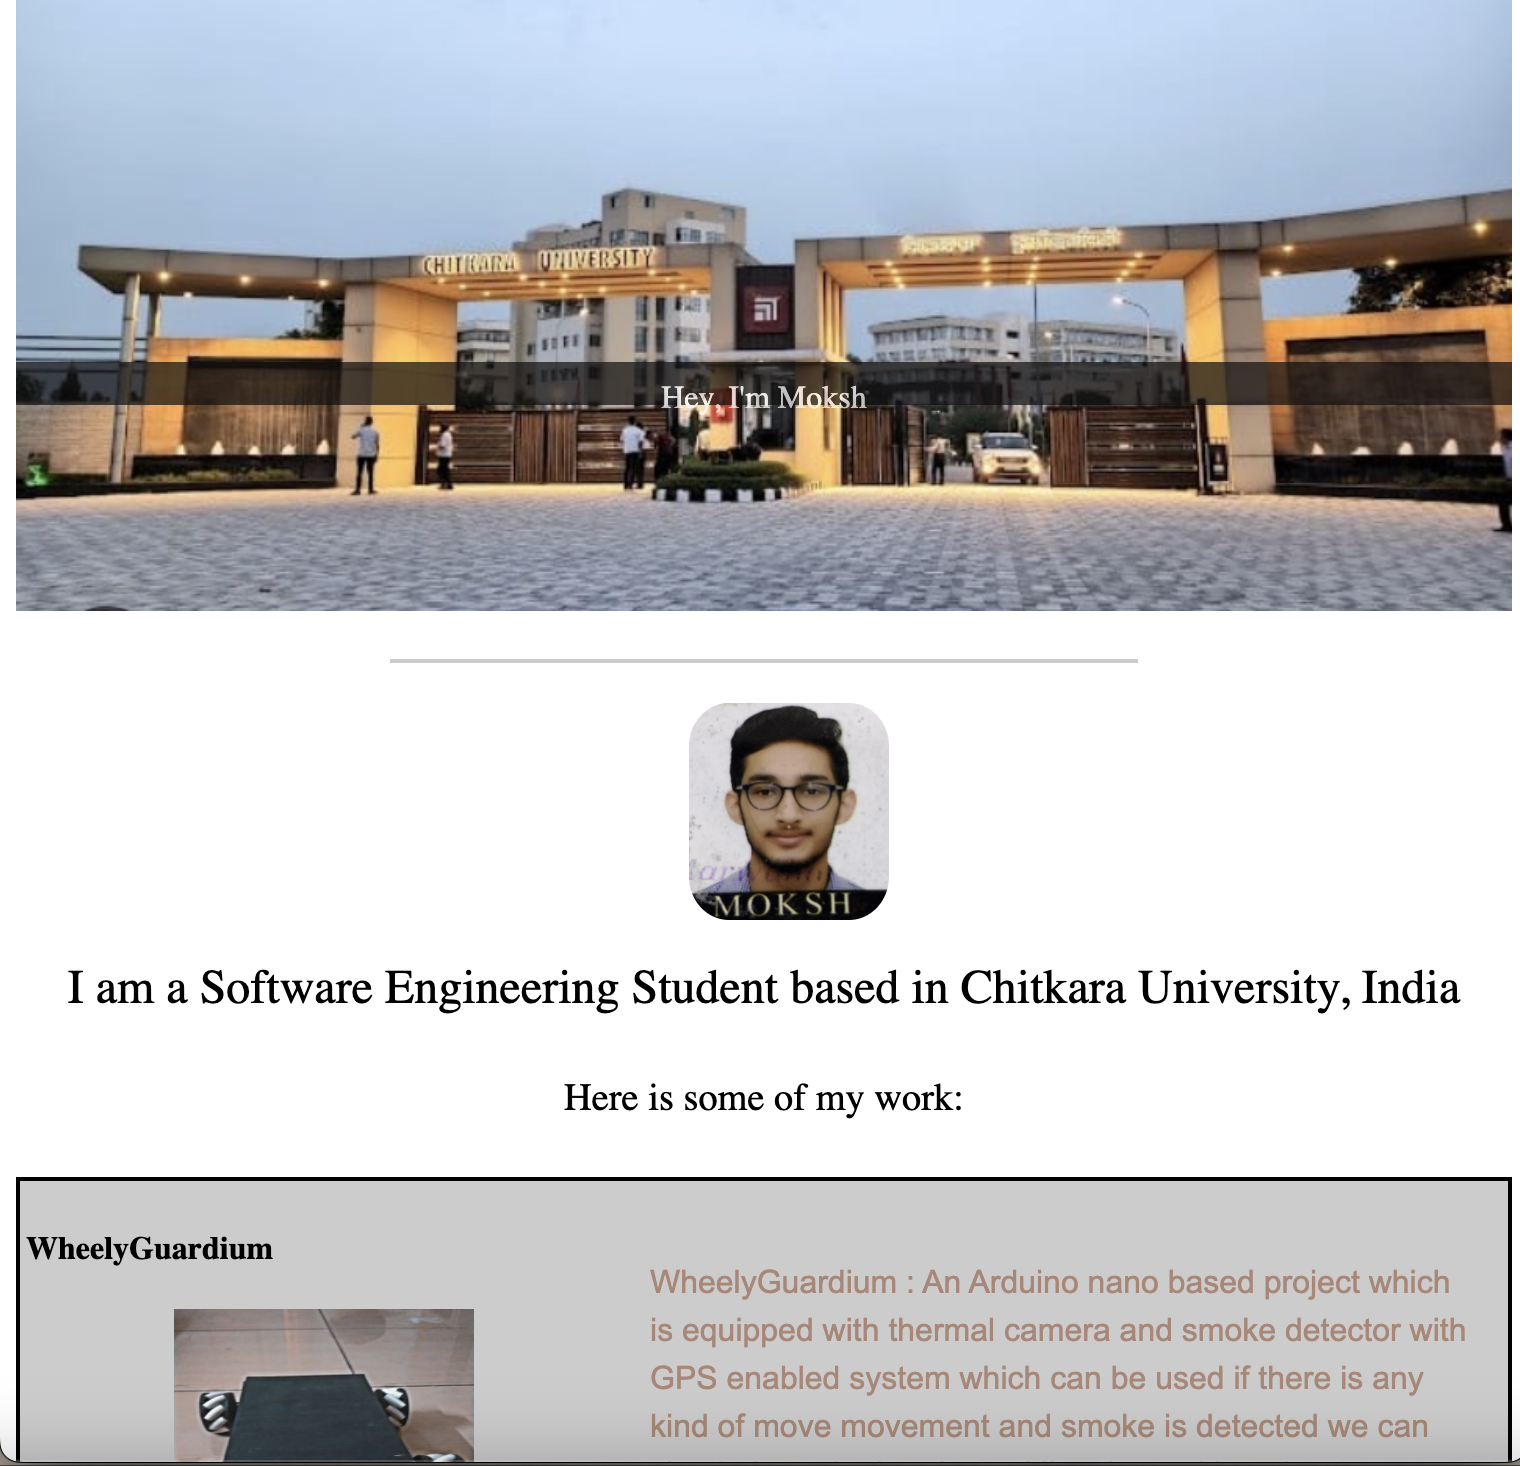 CHITKARA UNIVERSITY
Hey, I'm Moksh
MOKSH
I am a Software Engineering Student based in Chitkara University, India
Here is some of my work:
WheelyGuardium
WheelyGuardium : An Arduino nano based project which
is equipped with thermal camera and smoke detector with
GPS enabled system which can be used if there is any
kind of move movement and smoke is detected we can